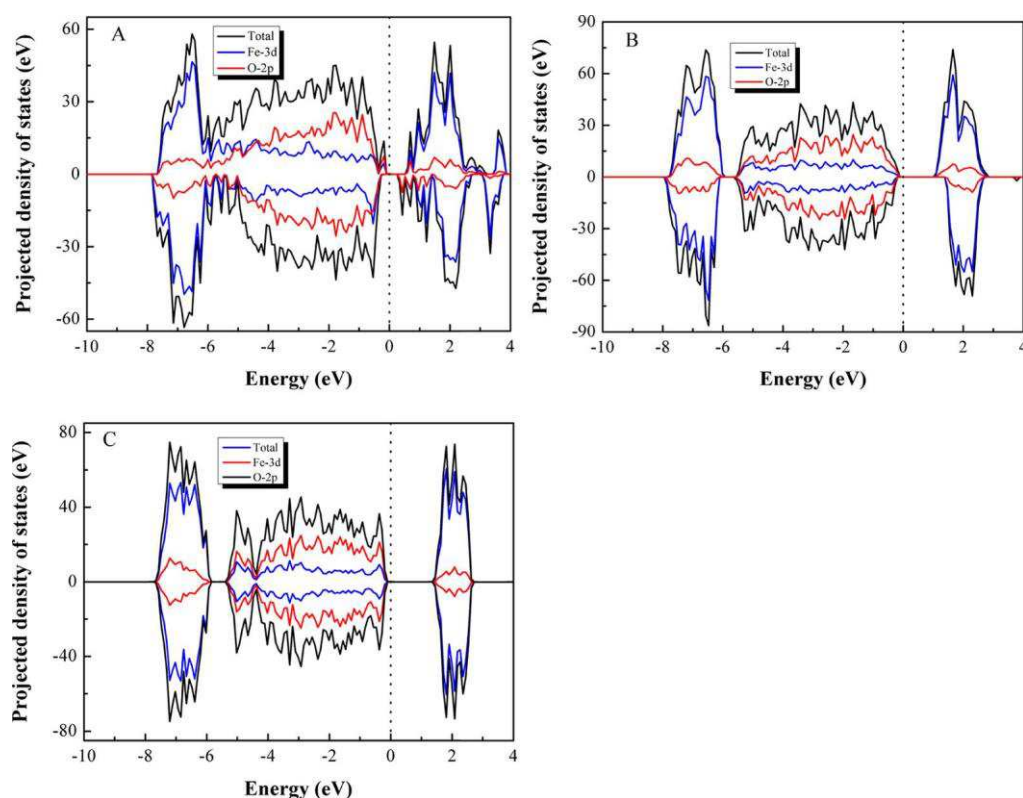 A
Total
Fe-3d
O-2p
Projected density of states (eV)
60
30
0
-30
-60
-10
-8
-6
-4
-2
0
2
4
Energy (eV)
B
Total
Fe-3d
O-2p
Projected density of states (eV)
90
60
30
0
-30
-60
-90
-10
-8
-6
-4
-2
0
2
4
Energy (eV)
C
Total
Fe-3d
O-2p
Projected density of states (eV)
80
40
0
-40
-80
-10
-8
-6
-4
-2
0
2
4
Energy (eV)